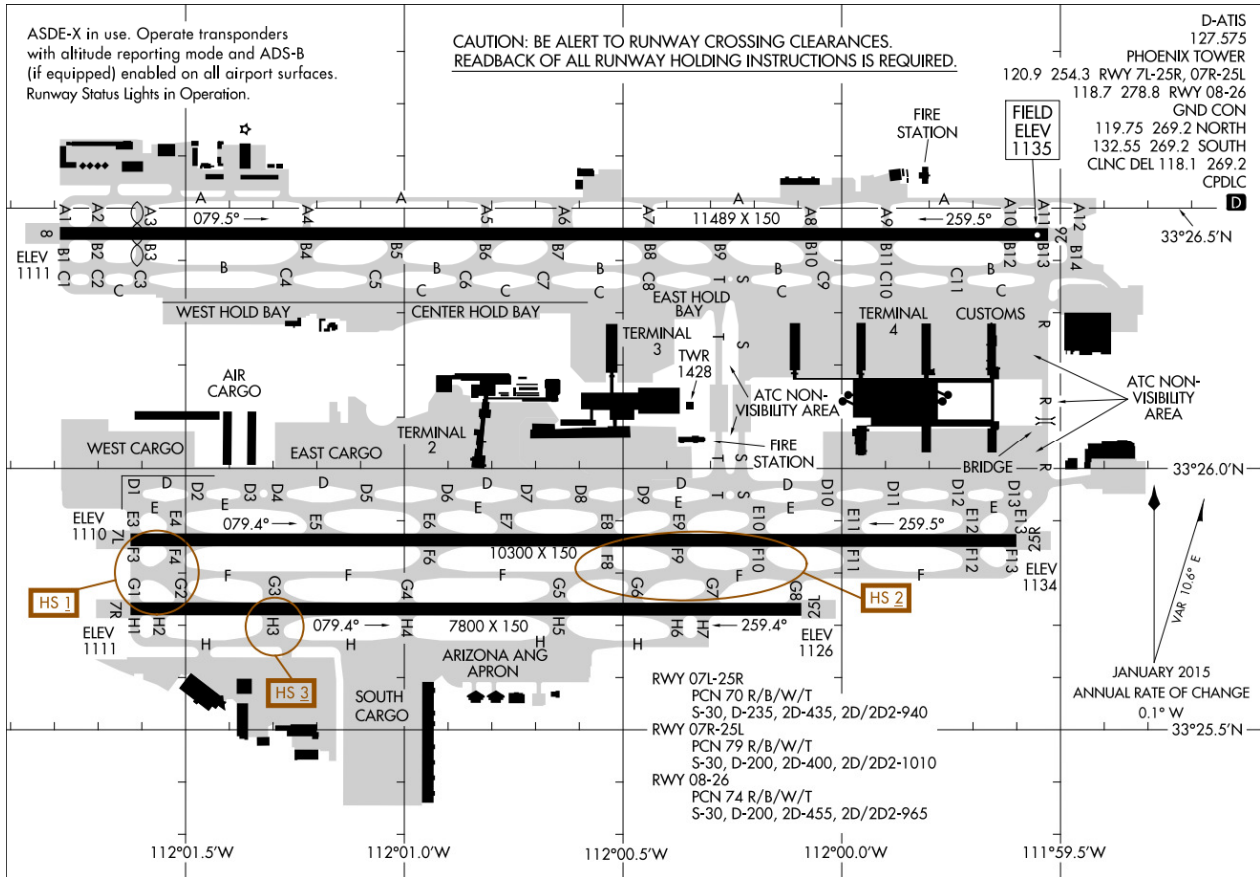 ASDE-X in use. Operate transponders
with altitude reporting mode and ADS-B
(if equipped) enabled on all airport surfaces.
Runway Status Lights in Operation.
CAUTION: BE ALERT TO RUNWAY CROSSING CLEARANCES.
READBACK OF ALL RUNWAY HOLDING INSTRUCTIONS IS REQUIRED.
D-ATIS
127.575
PHOENIX TOWER
120.9 254.3 RWY 7L-25R, 07R-25L
118.7 278.8 RWY 08-26
GND CON
119.75 269.2 NORTH
132.55 269.2 SOUTH
CLNC DEL 118.1 269.2
CPDLC
D
FIRE
STATION
FIELD
ELEV
1135
A A A A
A1 A2 A3 A4 A5 A6 A7 A8 A9 A10 A11 A12
079.5° 11489 X 150 259.5°
8 26
33°26.5'N
ELEV
1111
B1 B2 B3 B4 B5 B6 B7 B8 B9 B10 B11 B12 B13 B14
B B B B
C1 C2 C3 C4 C5 C6 C7 C8 C9 C10 C11
C C C C
T S
WEST HOLD BAY
CENTER HOLD BAY
EAST HOLD
BAY
TERMINAL
3
TERMINAL
4
CUSTOMS
R
T S
TWR
1428
AIR
CARGO
ATC NON-
VISIBILITY AREA
ATC NON-
VISIBILITY
AREA
R
WEST CARGO
EAST CARGO
TERMINAL
2
FIRE
STATION
BRIDGE
R
T S
33°26.0'N
D1 D2 D3 D4 D5 D6 D7 D8 D9 D10 D11 D12 D13
D D D D
E E E
T S
E3 E4 E5 E6 E7 E8 E9 E10 E11 E12 E13
ELEV
1110
7L 25R
079.4° 259.5°
10300 X 150
ELEV
1134
F3 F4 F6 F8 F9 F10 F11 F12 F13
F F F F
G1 G2 G3 G4 G5 G6 G7 G8
HS 1
HS 2
7R 25L
ELEV
1111
H1 H2 H3 H4 H5 H6 H7
079.4° 7800 X 150 259.4°
ELEV
1126
H H H H
HS 3
ARIZONA ANG
APRON
SOUTH
CARGO
RWY 07L-25R
PCN 70 R/B/W/T
S-30, D-235, 2D-435, 2D/2D2-940
RWY 07R-25L
PCN 79 R/B/W/T
S-30, D-200, 2D-400, 2D/2D2-1010
RWY 08-26
PCN 74 R/B/W/T
S-30, D-200, 2D-455, 2D/2D2-965
VAR 10.6° E
JANUARY 2015
ANNUAL RATE OF CHANGE
0.1° W
33°25.5'N
112°01.5'W
112°01.0'W
112°00.5'W
112°00.0'W
111°59.5'W